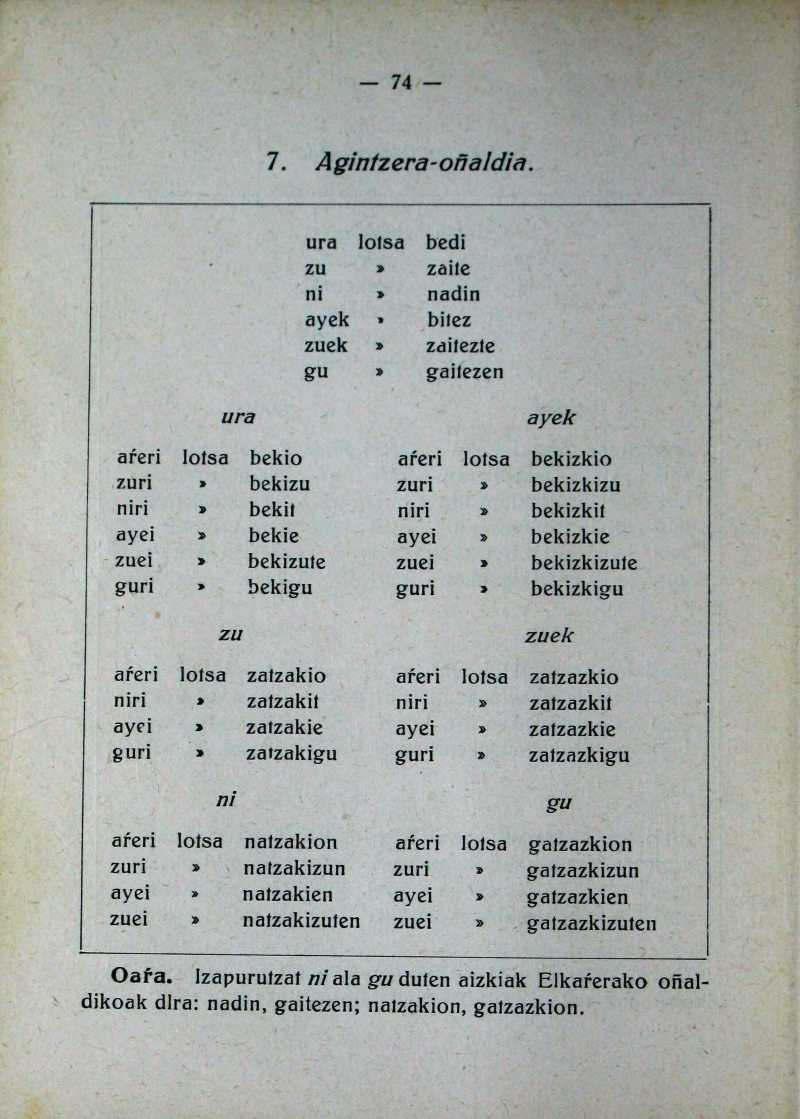 — 74 —
7. Agintzera-oñaldia.
ura lotsa bedi
zu » zaite
ni » nadin
ayek » bitez
zuek » zaitezte
gu » gaitezen
ura ayek
aŕeri lotsa bekio aŕeri lotsa bekizkio
zuri » bekizu zuri » bekizkizu
niri » bekit niri » bekizkit
ayei » bekie ayei » bekizkie
zuei » bekizute zuei » bekizkizute
guri » bekigu guri » bekizkigu
zu zuek
aŕeri lotsa zatzakio aŕeri lotsa zatzazkio
niri » zatzakit niri » zatzazkit
ayei » zatzakie ayei » zatzazkie
guri » zatzakigu guri » zatzazkigu
ni gu
aŕeri lotsa natzakion aŕeri lotsa gatzazkion
zuri » natzakizun zuri » gatzazkizun
ayei » natzakien ayei » gatzazkien
zuei » natzakizuten zuei » gatzazkizuten
Oaŕa. Izapurutzat ni ala gu duten aizkiak Elkaŕerako oñal-
dikoak dira: nadin, gaitezen; natzakion, gatzazkion.